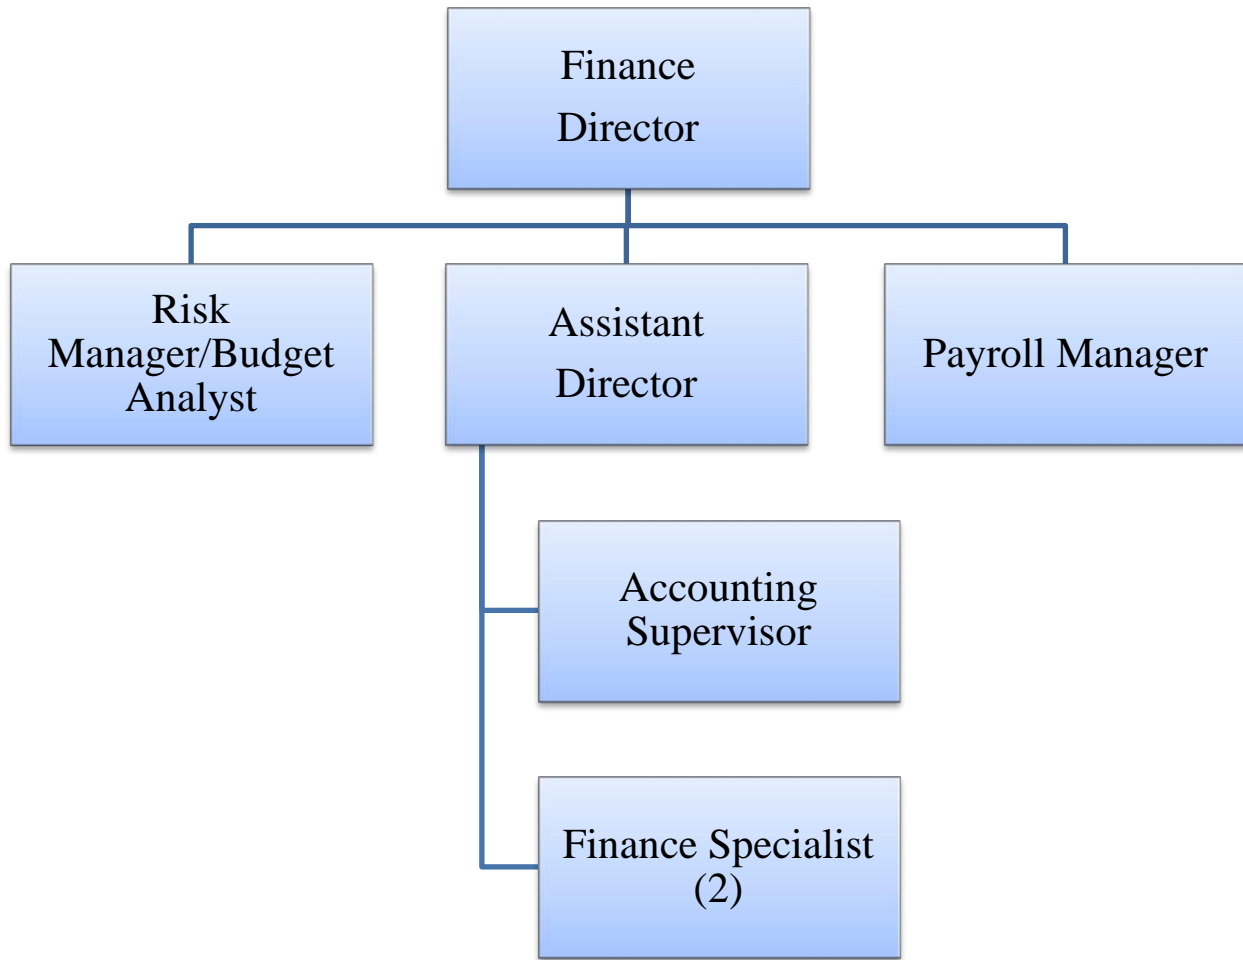 Finance
Director
Risk
Manager/Budget
Analyst
Assistant
Director
Payroll Manager
Accounting
Supervisor
Finance Specialist
(2)